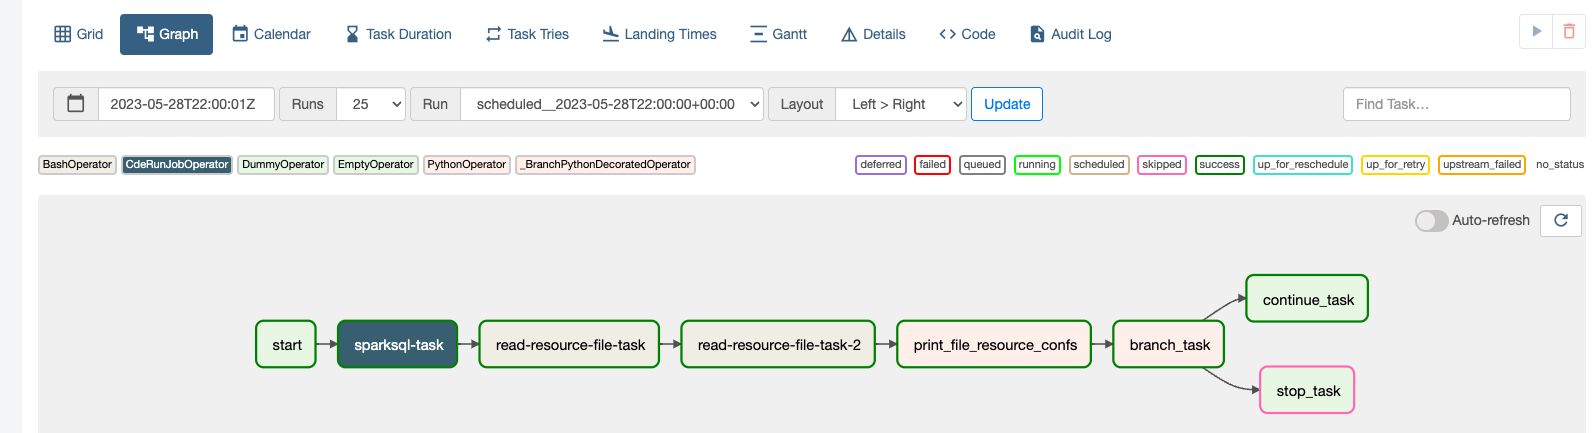 Grid Graph Calendar Task Duration Task Tries Landing Times Gantt Details Code Audit Log
2023-05-28T22:00:01Z Runs 25 Run scheduled__2023-05-28T22:00:00+00:00 Layout Left > Right Update Find Task...
BashOperator CdeRunJobOperator DummyOperator EmptyOperator PythonOperator _BranchPythonDecoratedOperator deferred failed queued running scheduled skipped success up_for_reschedule up_for_retry upstream_failed no_status
Auto-refresh
continue_task
start sparksql-task read-resource-file-task read-resource-file-task-2 print_file_resource_confs branch_task
stop_task